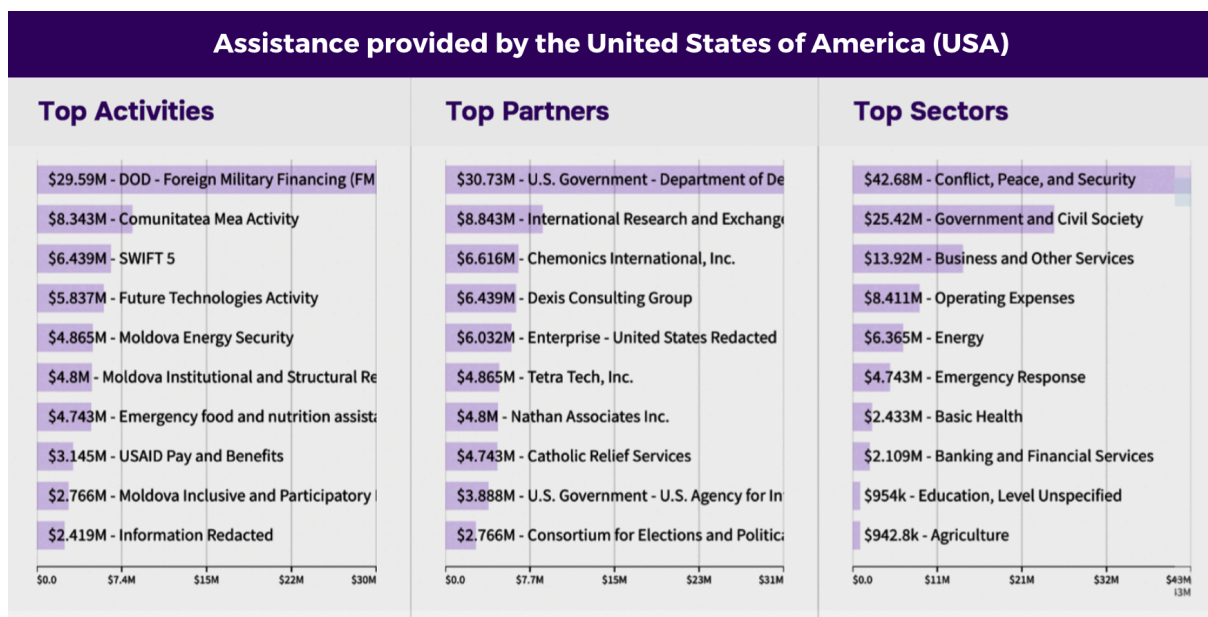 Assistance provided by the United States of America (USA)
Top Activities
$29.59M - DOD - Foreign Military Financing (FM
$8.343M - Comunitatea Mea Activity
$6.439M - SWIFT 5
$5.837M - Future Technologies Activity
$4.865M - Moldova Energy Security
$4.8M - Moldova Institutional and Structural Re
$4.743M - Emergency food and nutrition assista
$3.145M - USAID Pay and Benefits
$2.766M - Moldova Inclusive and Participatory
$2.419M - Information Redacted
$0.0 $7.4M $15M $22M $30M
Top Partners
$30.73M - U.S. Government - Department of De
$8.843M - International Research and Exchange
$6.616M - Chemonics International, Inc.
$6.439M - Dexis Consulting Group
$6.032M - Enterprise - United States Redacted
$4.865M - Tetra Tech, Inc.
$4.8M - Nathan Associates Inc.
$4.743M - Catholic Relief Services
$3.888M - U.S. Government - U.S. Agency for In
$2.766M - Consortium for Elections and Politica
$0.0 $7.7M $15M $23M $31M
Top Sectors
$42.68M - Conflict, Peace, and Security
$25.42M - Government and Civil Society
$13.92M - Business and Other Services
$8.411M - Operating Expenses
$6.365M - Energy
$4.743M - Emergency Response
$2.433M - Basic Health
$2.109M - Banking and Financial Services
$954k - Education, Level Unspecified
$942.8k - Agriculture
$0.0 $11M $21M $32M $43M